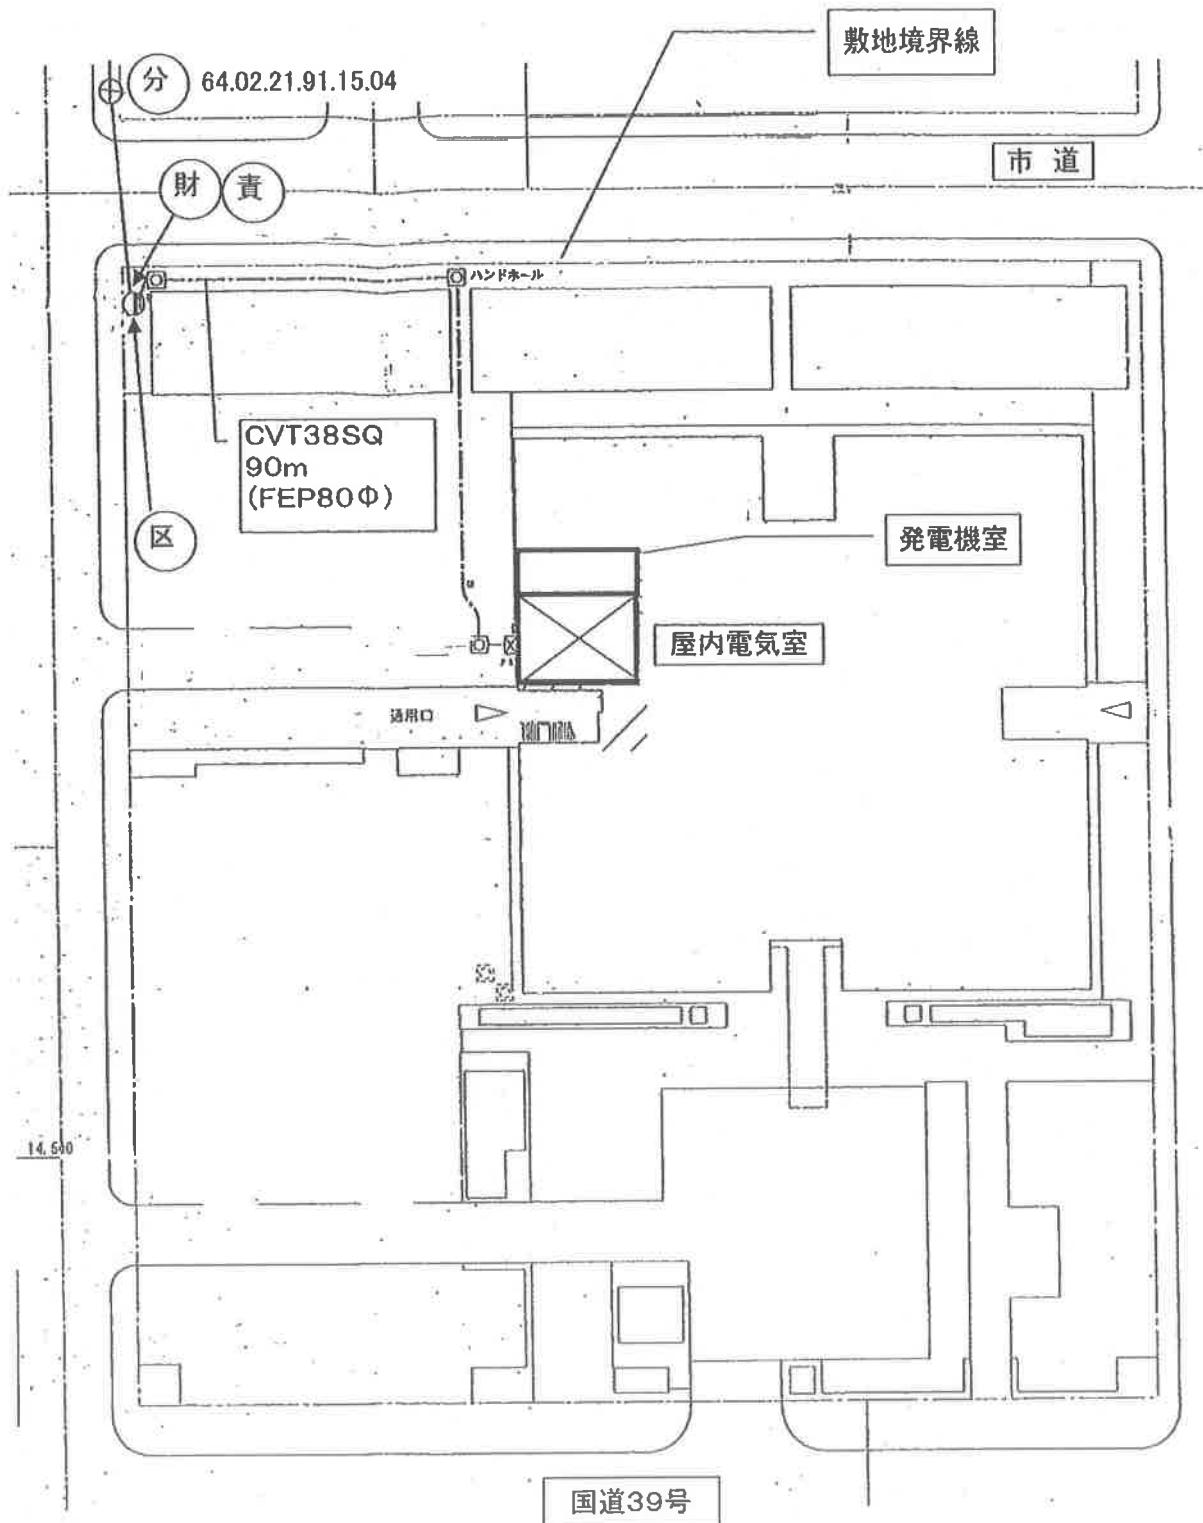 敷地境界線
分 64.02.21.91.15.04
市道
財 責
ハンドホール
CVT38SQ
90m
(FEP80Φ)
区
発電機室
屋内電気室
通用口
14,500
国道39号